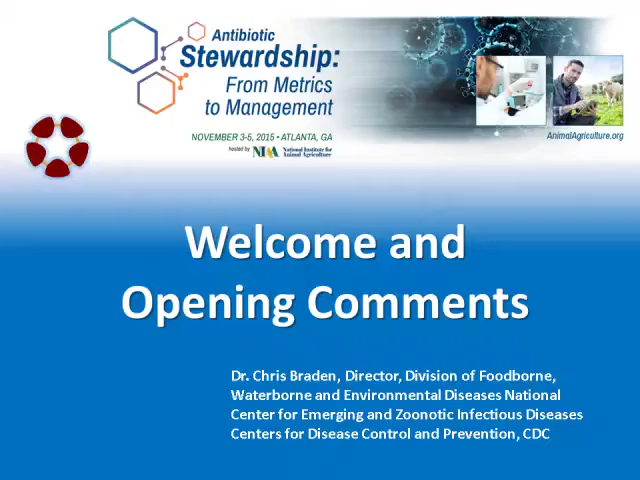 Antibiotic
Stewardship:
From Metrics
to Management
NOVEMBER 3-5, 2015 • ATLANTA, GA
hosted by NIAA National Institute for
Animal Agriculture
AnimalAgriculture.org
Welcome and
Opening Comments
Dr. Chris Braden, Director, Division of Foodborne,
Waterborne and Environmental Diseases National
Center for Emerging and Zoonotic Infectious Diseases
Centers for Disease Control and Prevention, CDC